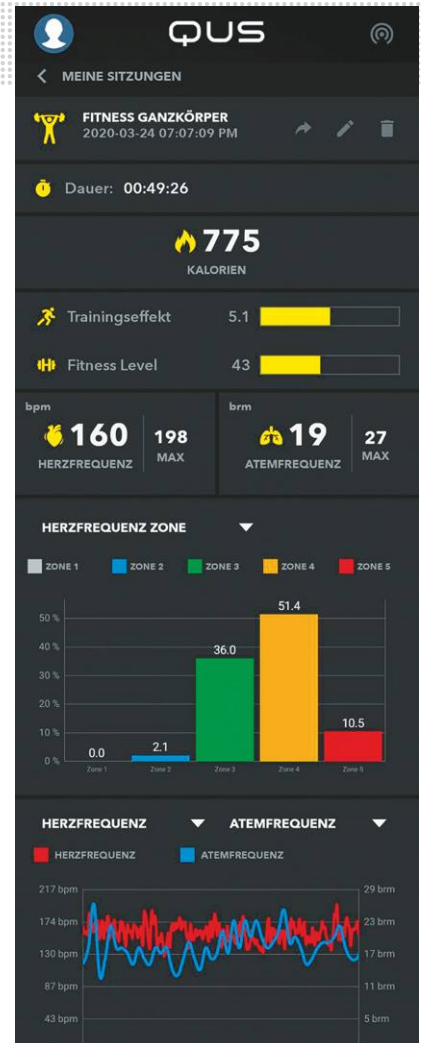 QUS
MEINE SITZUNGEN
FITNESS GANZKÖRPER
2020-03-24 07:07:09 PM
Dauer: 00:49:26
775
KALORIEN
Trainingseffekt 5.1
Fitness Level 43
bpm
160 198
HERZFREQUENZ MAX
brm
19 27
ATEMFREQUENZ MAX
HERZFREQUENZ ZONE
ZONE 1 ZONE 2 ZONE 3 ZONE 4 ZONE 5
50 %
40 %
30 %
20 %
10 %
0 %
0.0 2.1 36.0 51.4 10.5
Zone 1 Zone 2 Zone 3 Zone 4 Zone 5
HERZFREQUENZ ATEMFREQUENZ
HERZFREQUENZ ATEMFREQUENZ
217 bpm 29 brm
174 bpm 23 brm
130 bpm 17 brm
87 bpm 11 brm
43 bpm 5 brm